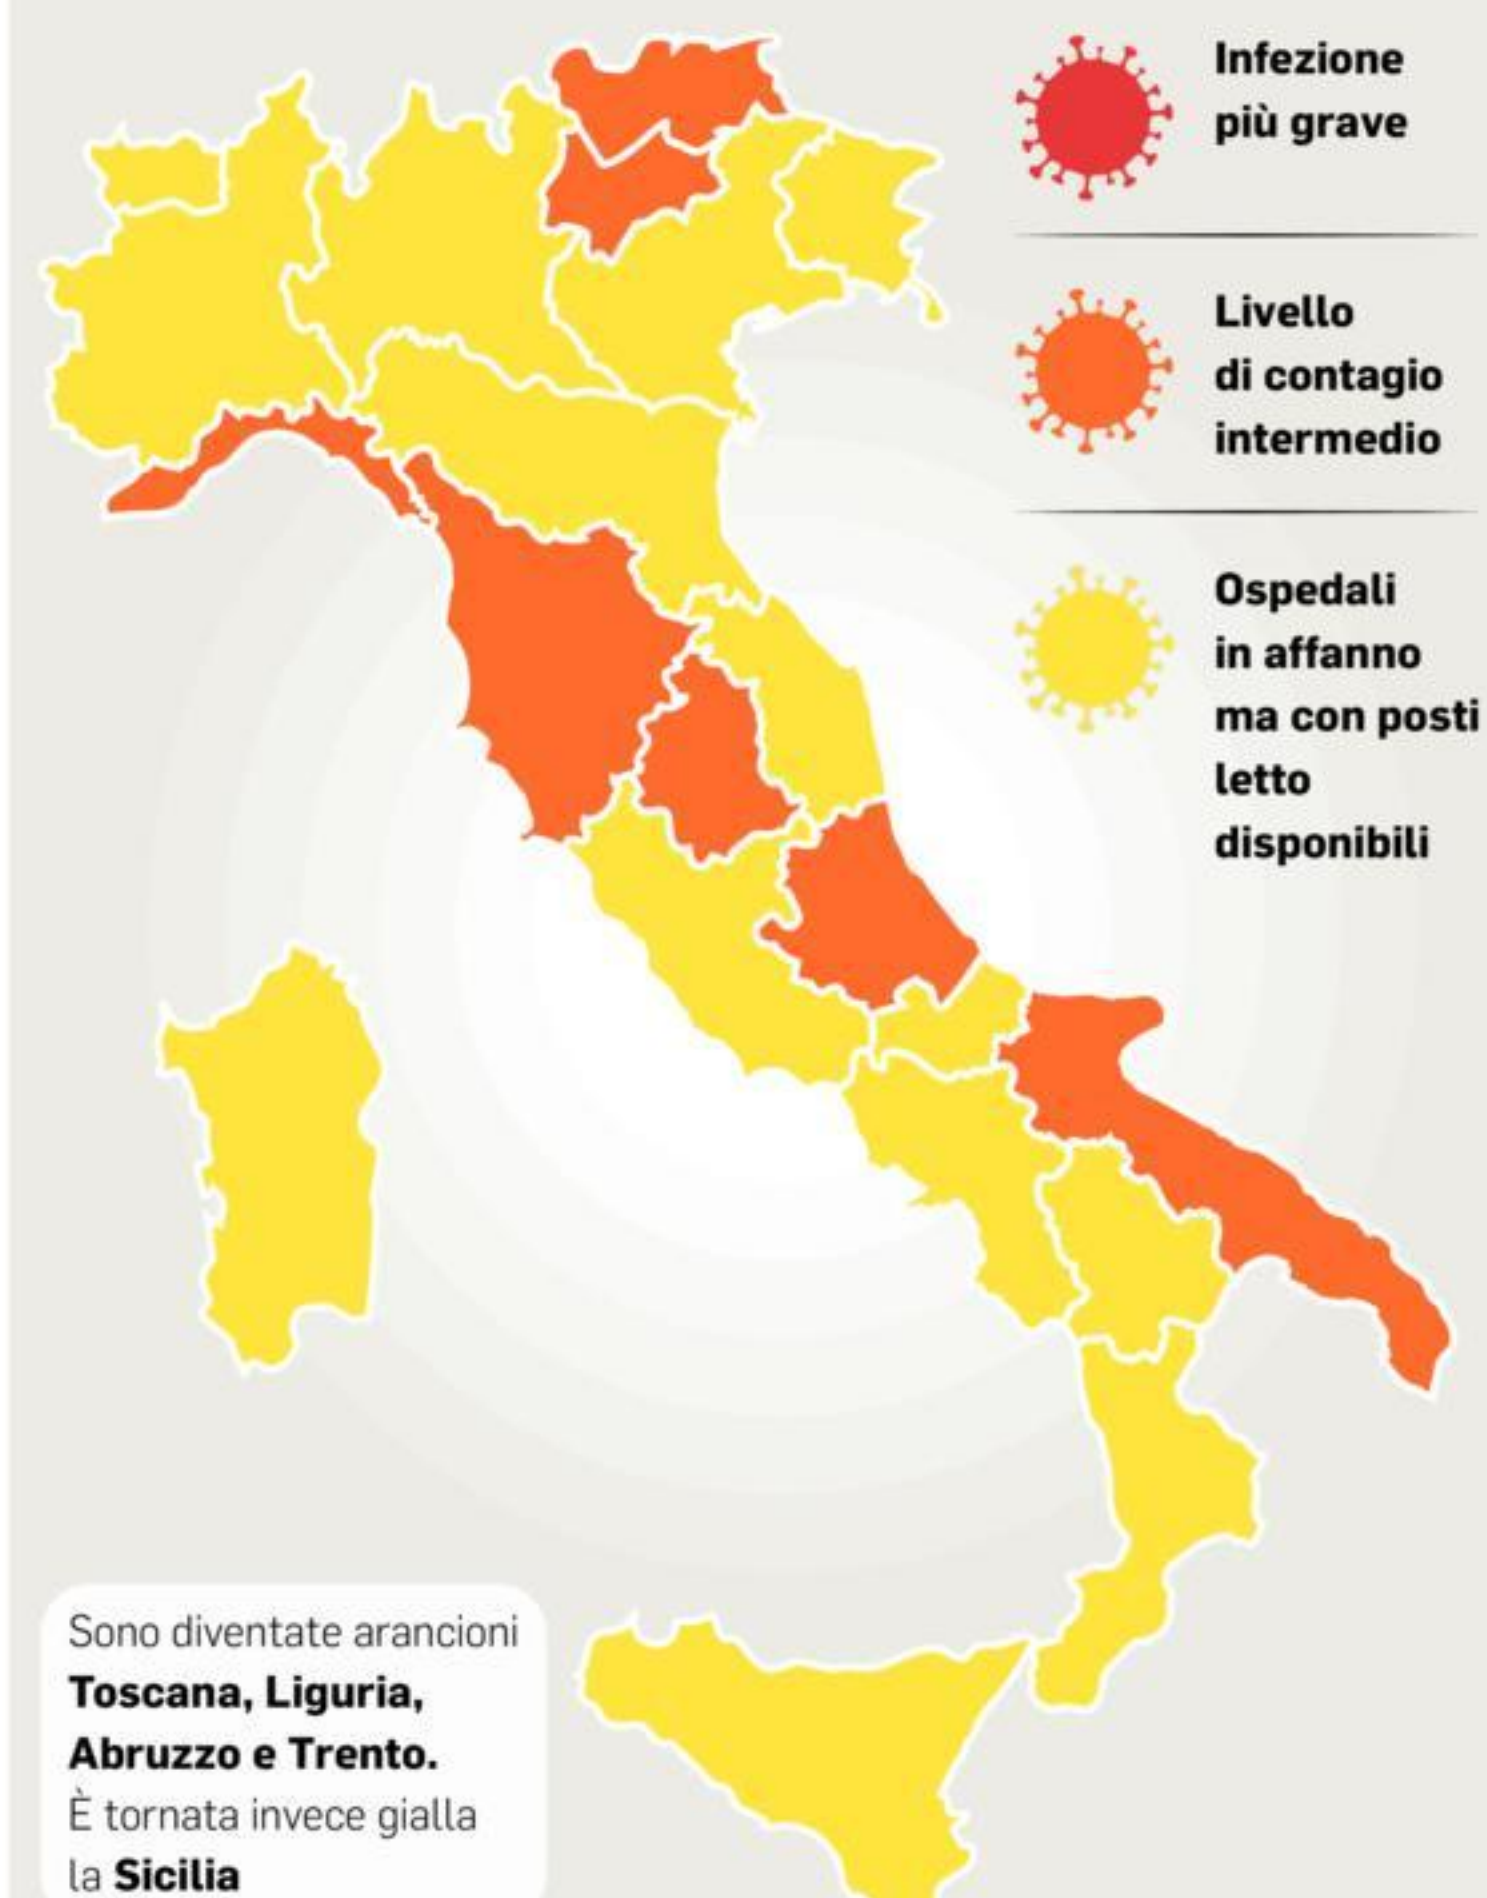 Infezione
più grave
Livello
di contagio
intermedio
Ospedali
in affanno
ma con posti
letto
disponibili
Sono diventate arancioni
Toscana, Liguria,
Abruzzo e Trento.
È tornata invece gialla
la Sicilia